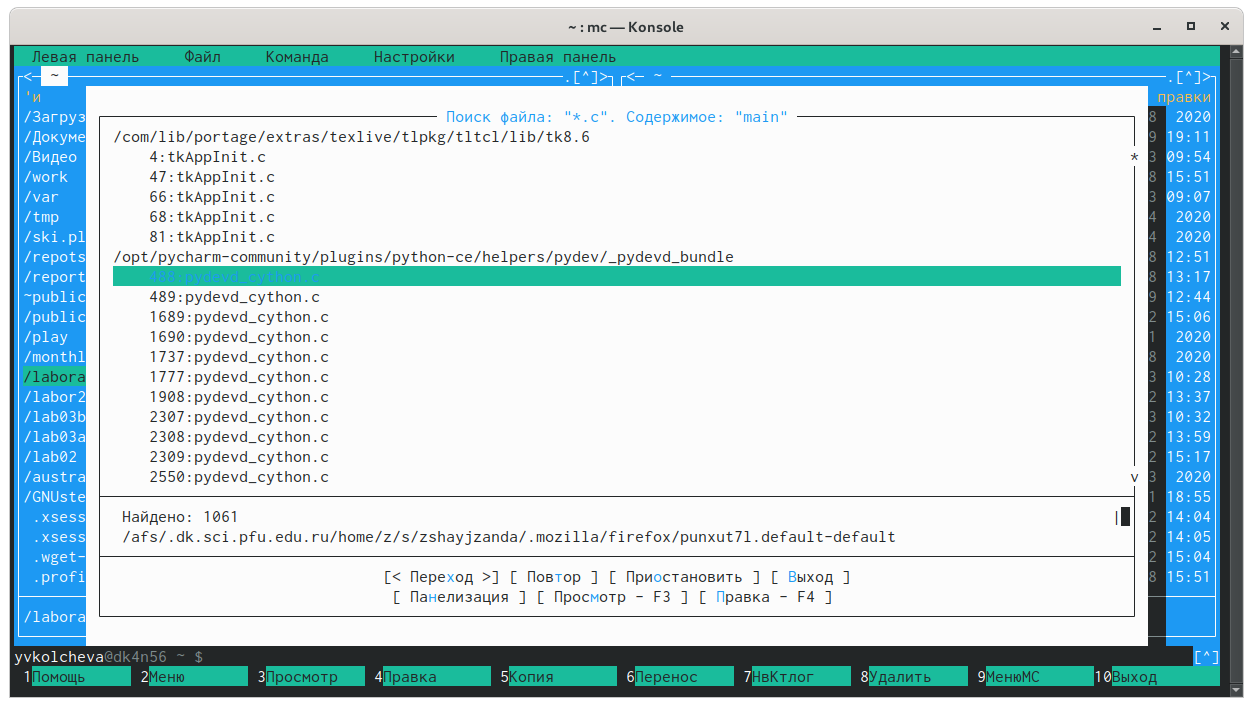 ~ : mc — Konsole
Левая панель Файл Команда Настройки Правая панель
<— ~ .[^]> <— ~ .[^]>
'и правки
/Загруз 8 2020
Поиск файла: "*.c". Содержимое: "main"
/Докуме /com/lib/portage/extras/texlive/tlpkg/tltcl/lib/tk8.6 9 19:11
/Видео 4:tkAppInit.c * 3 09:54
/work 47:tkAppInit.c 8 15:51
/var 66:tkAppInit.c 3 09:07
/tmp 68:tkAppInit.c 4 2020
/ski.pl 81:tkAppInit.c 4 2020
/repots /opt/pycharm-community/plugins/python-ce/helpers/pydev/_pydevd_bundle 8 12:51
/report 488:pydevd_cython.c 8 13:17
~public 489:pydevd_cython.c 9 12:44
/public 1689:pydevd_cython.c 2 15:06
/play 1690:pydevd_cython.c 1 2020
/monthl 1737:pydevd_cython.c 8 2020
/labora 1777:pydevd_cython.c 3 10:28
/labor2 1908:pydevd_cython.c 2 13:37
/lab03b 2307:pydevd_cython.c 3 10:32
/lab03a 2308:pydevd_cython.c 2 13:59
/lab02 2309:pydevd_cython.c 2 15:17
/austra 2550:pydevd_cython.c v 3 2020
/GNUste 1 18:55
.xsess Найдено: 1061 | 2 14:04
.xsess /afs/.dk.sci.pfu.edu.ru/home/z/s/zshayjzanda/.mozilla/firefox/punxut7l.default-default 2 14:05
.wget- 2 15:04
.profi [< Переход >] [ Повтор ] [ Приостановить ] [ Выход ] 8 15:51
[ Панелизация ] [ Просмотр - F3 ] [ Правка - F4 ]
/labora
yvkolcheva@dk4n56 ~ $ [^]
1Помощь 2Меню 3Просмотр 4Правка 5Копия 6Перенос 7НвКтлог 8Удалить 9МенюMC 10Выход